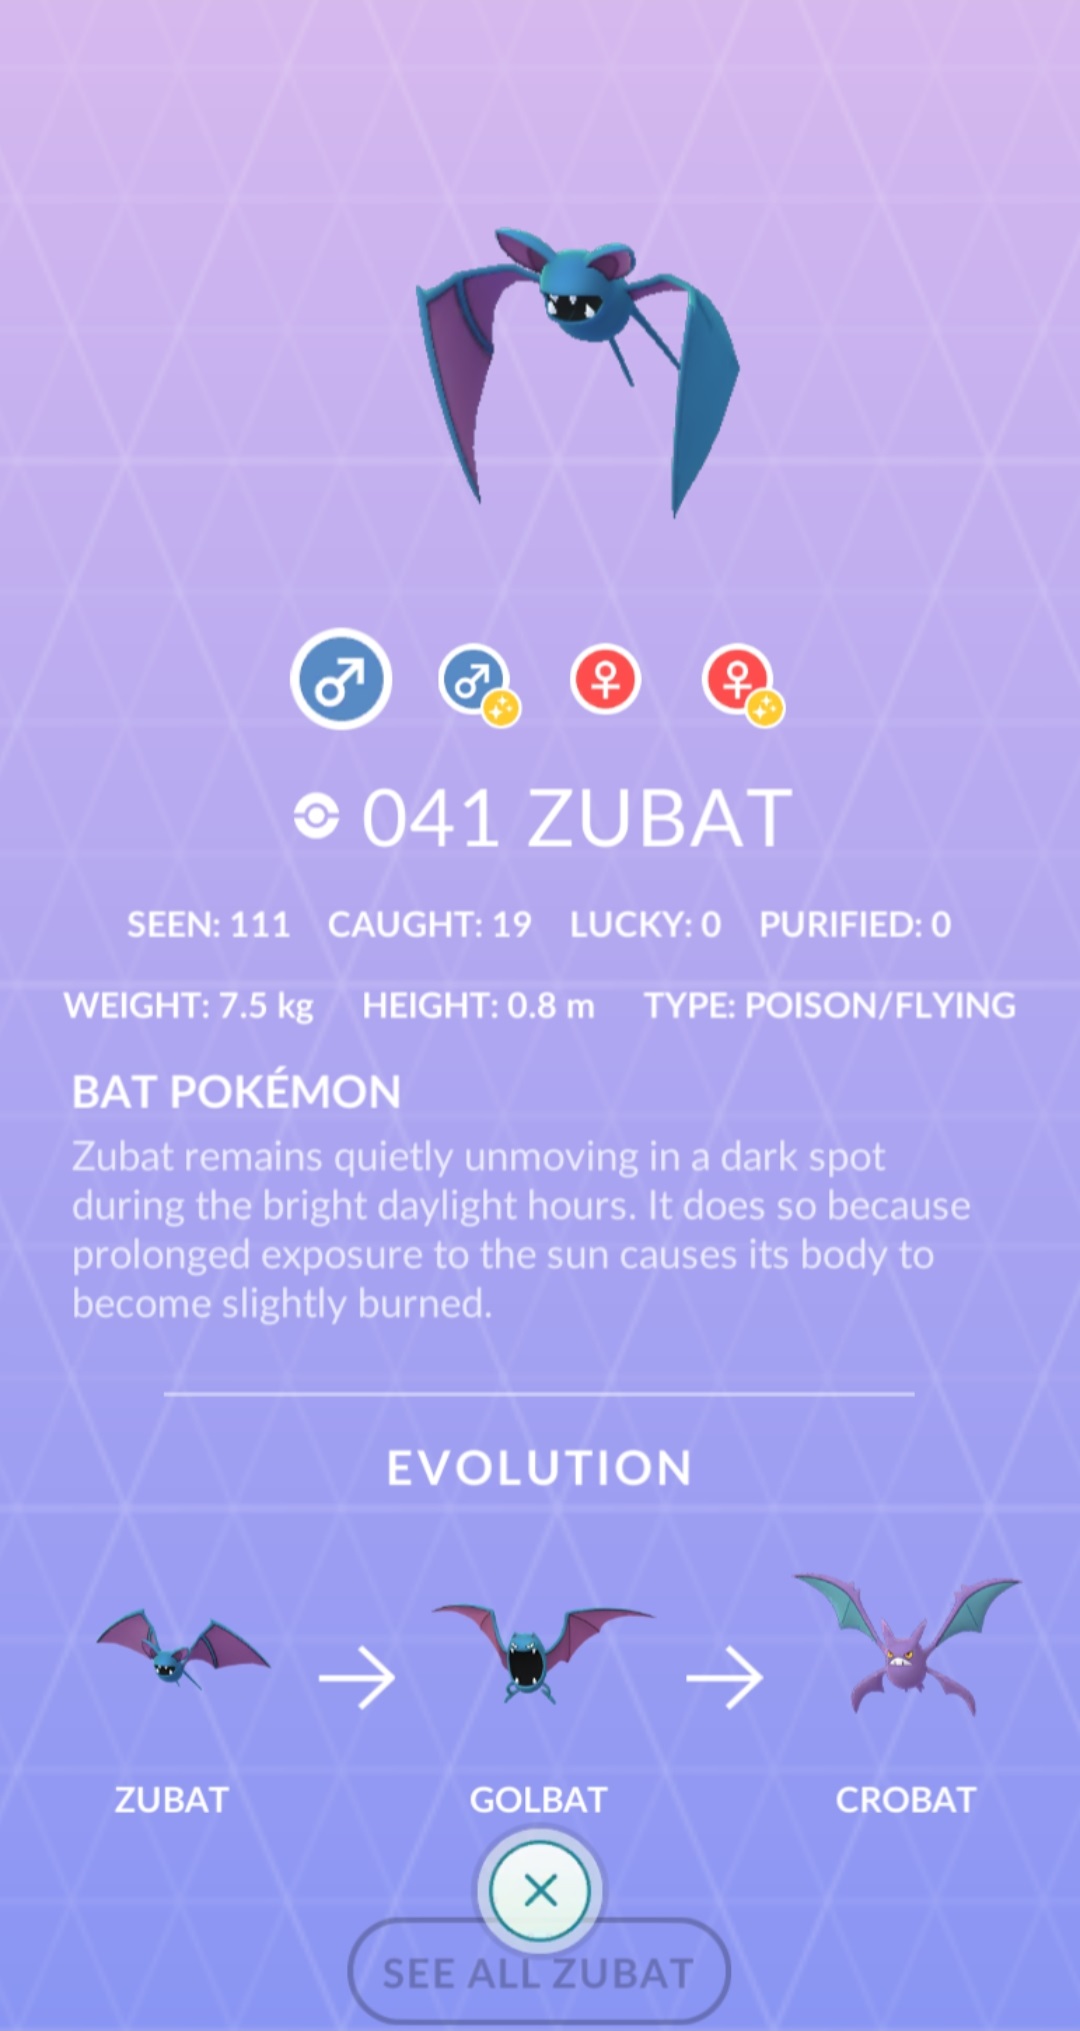 041 ZUBAT
SEEN: 111 CAUGHT: 19 LUCKY: 0 PURIFIED: 0
WEIGHT: 7.5 kg HEIGHT: 0.8 m TYPE: POISON/FLYING
BAT POKÉMON
Zubat remains quietly unmoving in a dark spot
during the bright daylight hours. It does so because
prolonged exposure to the sun causes its body to
become slightly burned.
EVOLUTION
ZUBAT GOLBAT CROBAT
SEE ALL ZUBAT